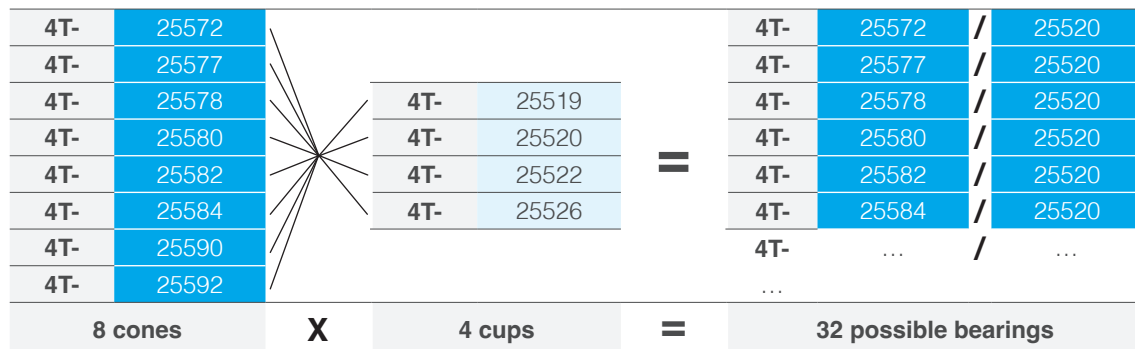 4T- 25572 4T- 25572 / 25520
4T- 25577 4T- 25577 / 25520
4T- 25578 4T- 25519 4T- 25578 / 25520
4T- 25580 4T- 25520 = 4T- 25580 / 25520
4T- 25582 4T- 25522 4T- 25582 / 25520
4T- 25584 4T- 25526 4T- 25584 / 25520
4T- 25590 4T- ... / ...
4T- 25592 ...
8 cones X 4 cups = 32 possible bearings